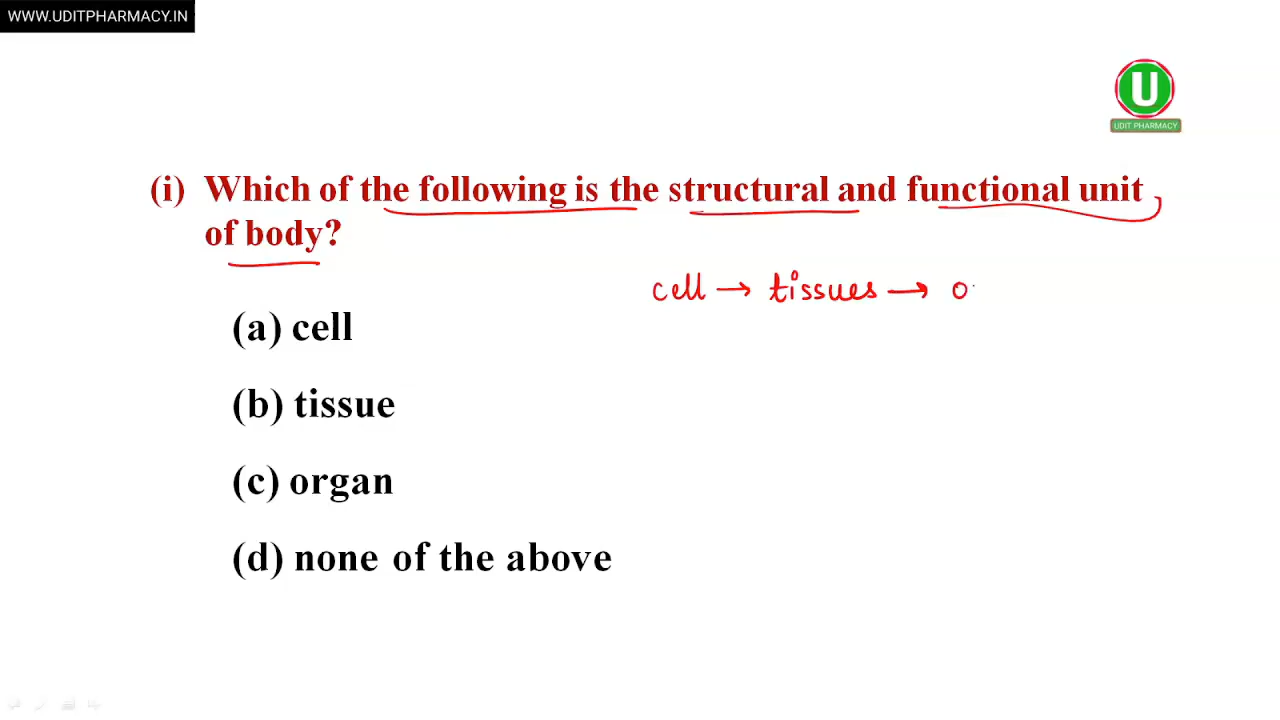 WWW.UDITPHARMACY.IN
U
UDIT PHARMACY
(i) Which of the following is the structural and functional unit
of body?
cell → tissues → o
(a) cell
(b) tissue
(c) organ
(d) none of the above